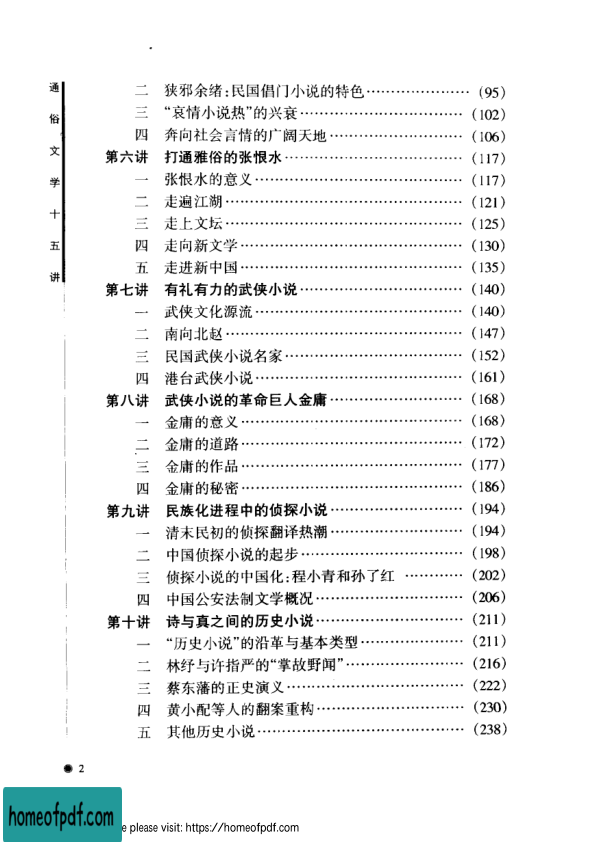 通俗文学十五讲
二 狭邪余绪:民国倡门小说的特色…………………(95)
三 “哀情小说热”的兴衰……………………………(102)
四 奔向社会言情的广阔天地………………………(106)
第六讲 打通雅俗的张恨水………………………………(117)
一 张恨水的意义……………………………………(117)
二 走遍江湖…………………………………………(121)
三 走上文坛…………………………………………(125)
四 走向新文学………………………………………(130)
五 走进新中国………………………………………(135)
第七讲 有礼有力的武侠小说……………………………(140)
一 武侠文化源流……………………………………(140)
二 南向北赵…………………………………………(147)
三 民国武侠小说名家………………………………(152)
四 港台武侠小说……………………………………(161)
第八讲 武侠小说的革命巨人金庸………………………(168)
一 金庸的意义………………………………………(168)
二 金庸的道路………………………………………(172)
三 金庸的作品………………………………………(177)
四 金庸的秘密………………………………………(186)
第九讲 民族化进程中的侦探小说………………………(194)
一 清末民初的侦探翻译热潮………………………(194)
二 中国侦探小说的起步……………………………(198)
三 侦探小说的中国化:程小青和孙了红 …………(202)
四 中国公安法制文学概况…………………………(206)
第十讲 诗与真之间的历史小说…………………………(211)
一 “历史小说”的沿革与基本类型…………………(211)
二 林纾与许指严的“掌故野闻”……………………(216)
三 蔡东藩的正史演义………………………………(222)
四 黄小配等人的翻案重构…………………………(230)
五 其他历史小说……………………………………(238)
● 2
homeofpdf.com
e please visit: https://homeofpdf.com